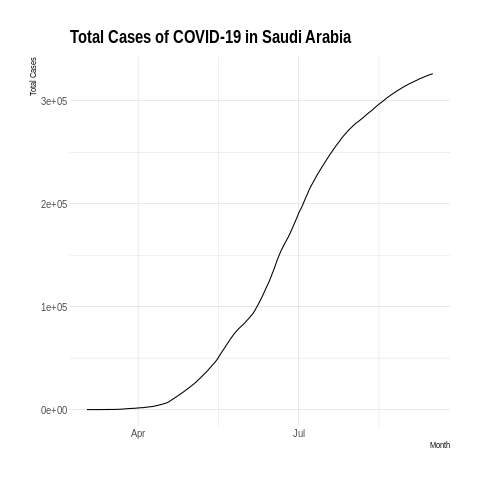 Total Cases of COVID-19 in Saudi Arabia
Total Cases
3e+05
2e+05
1e+05
0e+00
Apr Jul
Month